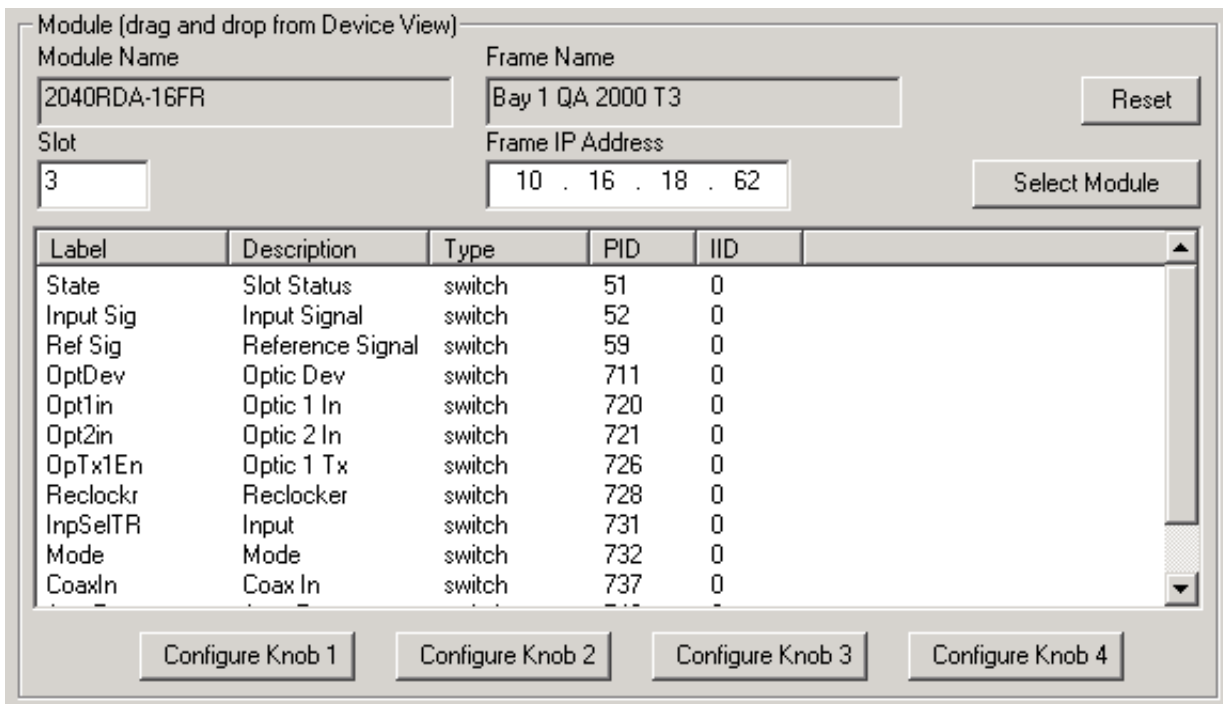 Module (drag and drop from Device View)
Module Name Frame Name
2040RDA-16FR Bay 1 QA 2000 T3 Reset
Slot Frame IP Address
3 10 . 16 . 18 . 62 Select Module
Label Description Type PID IID
State Slot Status switch 51 0
Input Sig Input Signal switch 52 0
Ref Sig Reference Signal switch 59 0
OptDev Optic Dev switch 711 0
Opt1in Optic 1 In switch 720 0
Opt2in Optic 2 In switch 721 0
OpTx1En Optic 1 Tx switch 726 0
Reclockr Reclocker switch 728 0
InpSelTR Input switch 731 0
Mode Mode switch 732 0
CoaxIn Coax In switch 737 0
Configure Knob 1 Configure Knob 2 Configure Knob 3 Configure Knob 4